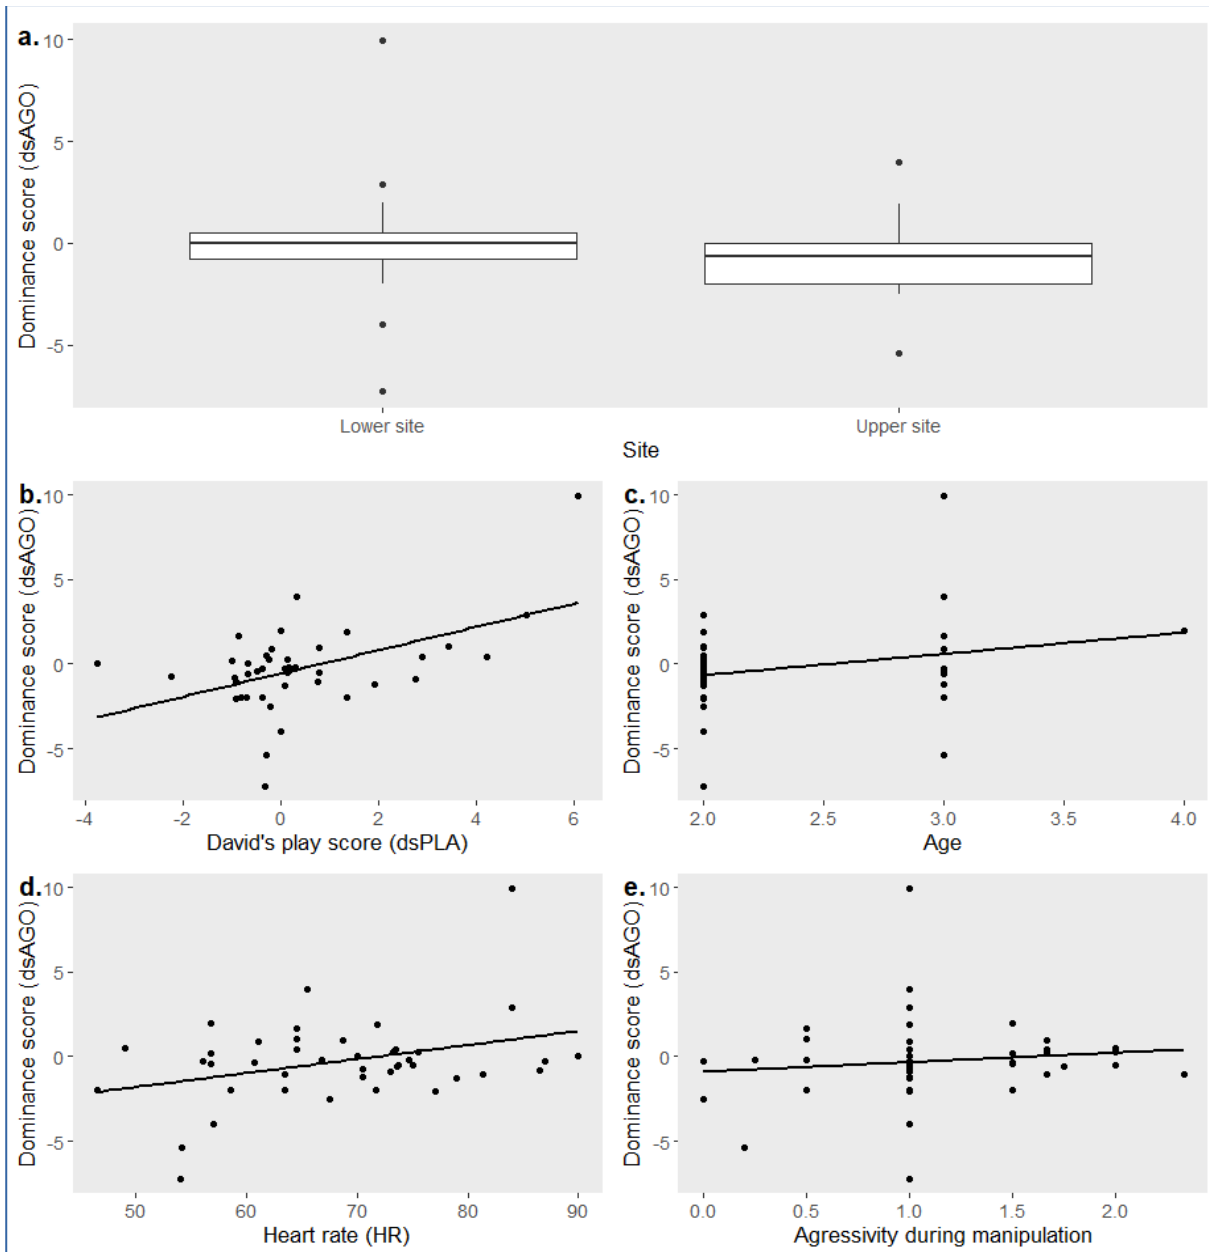 a.
Dominance score (dsAGO)
10
5
0
-5
Lower site
Upper site
Site
b.
Dominance score (dsAGO)
10
5
0
-5
-4
-2
0
2
4
6
David's play score (dsPLA)
c.
Dominance score (dsAGO)
10
5
0
-5
2.0
2.5
3.0
3.5
4.0
Age
d.
Dominance score (dsAGO)
10
5
0
-5
50
60
70
80
90
Heart rate (HR)
e.
Dominance score (dsAGO)
10
5
0
-5
0.0
0.5
1.0
1.5
2.0
Agressivity during manipulation